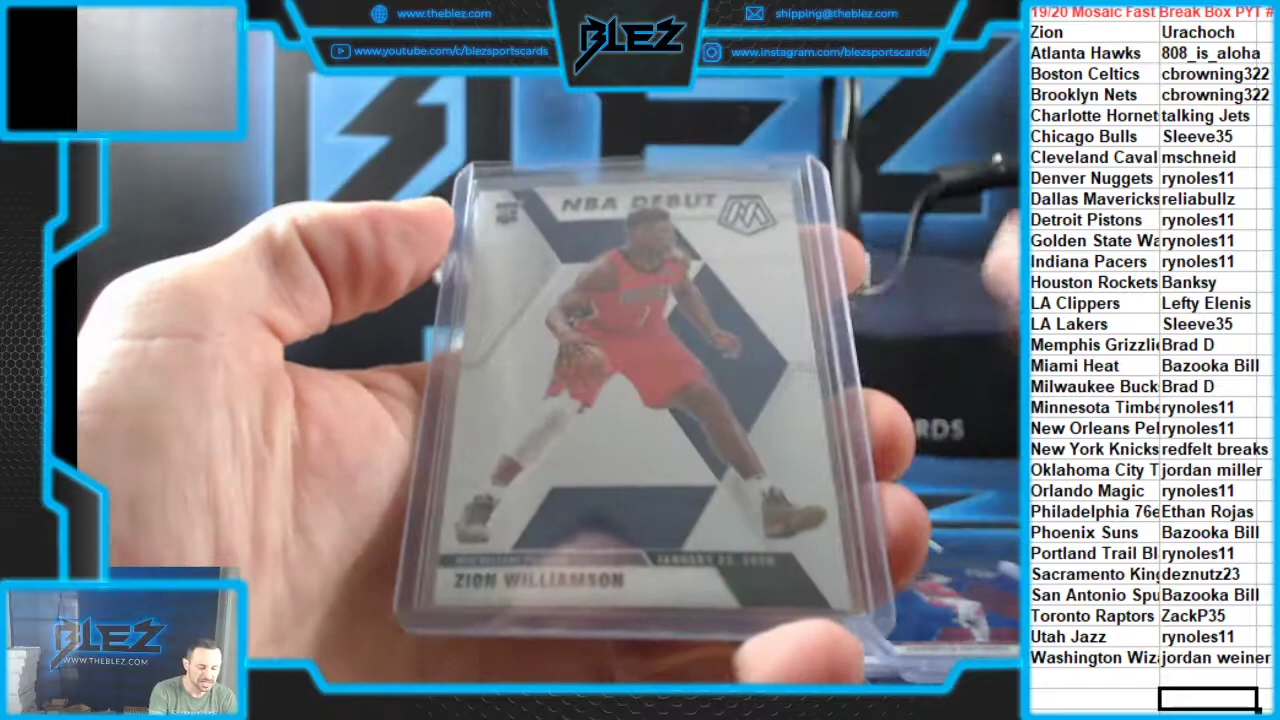 www.theblez.com
www.youtube.com/c/blezsportscards
BLEZ
shipping@theblez.com
www.instagram.com/blezsportscards/
NBA DEBUT
ZION WILLIAMSON
JANUARY 22, 2020
RDS
BLEZ
WWW.THEBLEZ.COM
19/20 Mosaic Fast Break Box PYT #
Zion Urachoch
Atlanta Hawks 808_is_aloha
Boston Celtics cbrowning322
Brooklyn Nets cbrowning322
Charlotte Hornet talking Jets
Chicago Bulls Sleeve35
Cleveland Caval mschneid
Denver Nuggets rynoles11
Dallas Mavericks reliabullz
Detroit Pistons rynoles11
Golden State Wa rynoles11
Indiana Pacers rynoles11
Houston Rockets Banksy
LA Clippers Lefty Elenis
LA Lakers Sleeve35
Memphis Grizzlie Brad D
Miami Heat Bazooka Bill
Milwaukee Buck Brad D
Minnesota Timbe rynoles11
New Orleans Pel rynoles11
New York Knicks redfelt breaks
Oklahoma City T jordan miller
Orlando Magic rynoles11
Philadelphia 76e Ethan Rojas
Phoenix Suns Bazooka Bill
Portland Trail Bl rynoles11
Sacramento King deznutz23
San Antonio Spu Bazooka Bill
Toronto Raptors ZackP35
Utah Jazz rynoles11
Washington Wiza jordan weiner